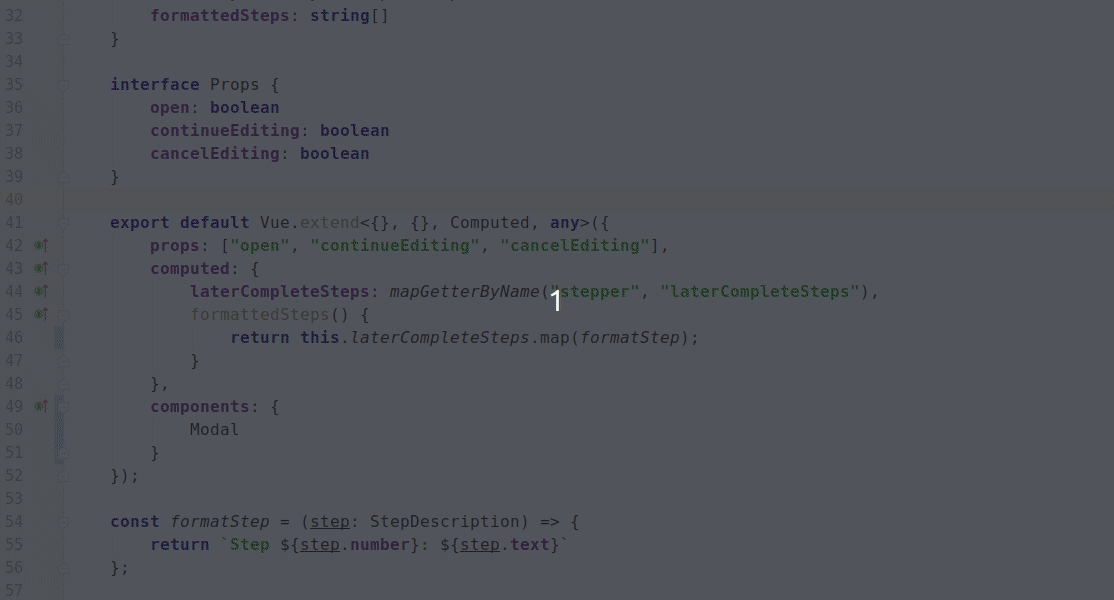 32 formattedSteps: string[]
33 }
34
35 interface Props {
36 open: boolean
37 continueEditing: boolean
38 cancelEditing: boolean
39 }
40
41 export default Vue.extend<{}, {}, Computed, any>({
42 props: ["open", "continueEditing", "cancelEditing"],
43 computed: {
44 laterCompleteSteps: mapGetterByName("stepper", "laterCompleteSteps"),
1
45 formattedSteps() {
46 return this.laterCompleteSteps.map(formatStep);
47 }
48 },
49 components: {
50 Modal
51 }
52 });
53
54 const formatStep = (step: StepDescription) => {
55 return `Step ${step.number}: ${step.text}`
56 };
57